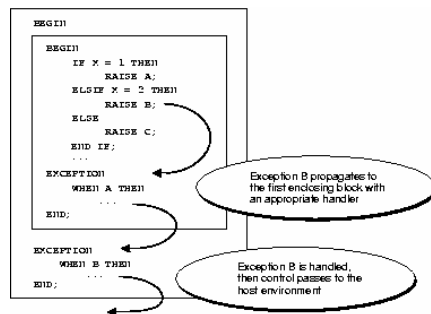 BEGIN
BEGIN
IF X = 1 THEN
RAISE A;
ELSIF X = 2 THEN
RAISE B;
ELSE
RAISE C;
END IF;
...
EXCEPTION
WHEN A THEN
...
END;
Exception B propagates to
the first enclosing block with
an appropriate handler
EXCEPTION
WHEN B THEN
...
END;
Exception B is handled,
then control passes to the
host environment